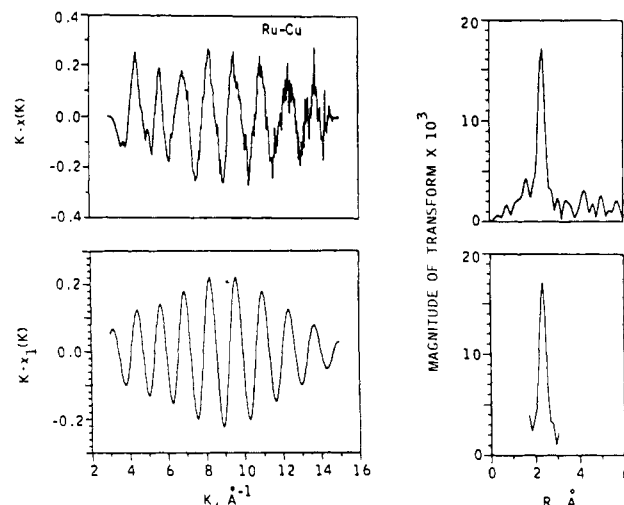 Ru-Cu
K·x(K)
0.4
0.2
0.0
-0.2
-0.4
K·x₁(K)
0.2
0.0
-0.2
2 4 6 8 10 12 14 16
K, Å⁻¹
MAGNITUDE OF TRANSFORM X 10³
20
10
0
20
10
0
0 2 4 6
R, Å